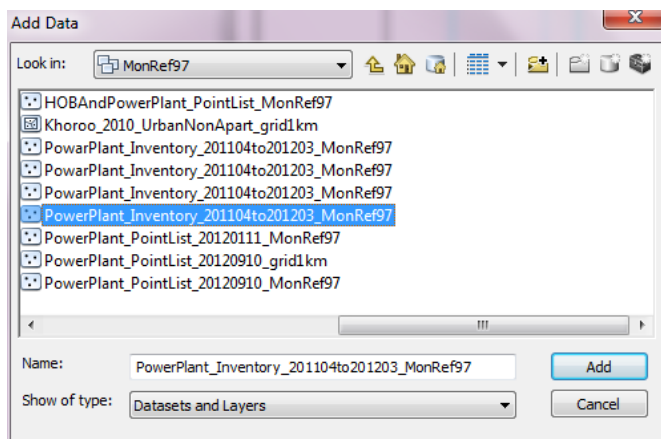 Add Data
Look in: MonRef97
HOBAndPowerPlant_PointList_MonRef97
Khoroo_2010_UrbanNonApart_grid1km
PowarPlant_Inventory_201104to201203_MonRef97
PowarPlant_Inventory_201104to201203_MonRef97
PowarPlant_Inventory_201104to201203_MonRef97
PowerPlant_Inventory_201104to201203_MonRef97
PowerPlant_PointList_20120111_MonRef97
PowerPlant_PointList_20120910_grid1km
PowerPlant_PointList_20120910_MonRef97
Name: PowerPlant_Inventory_201104to201203_MonRef97 Add
Show of type: Datasets and Layers Cancel